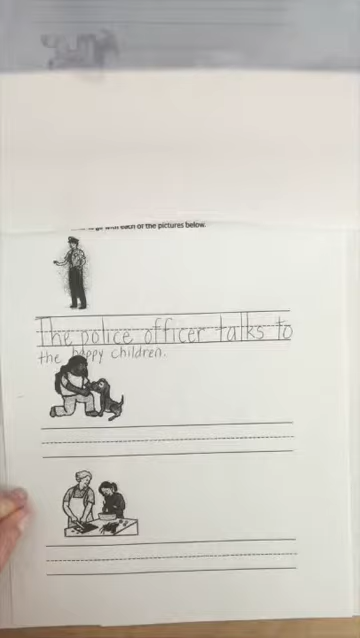 to go with each of the pictures below.
The police officer talks to
the happy children.